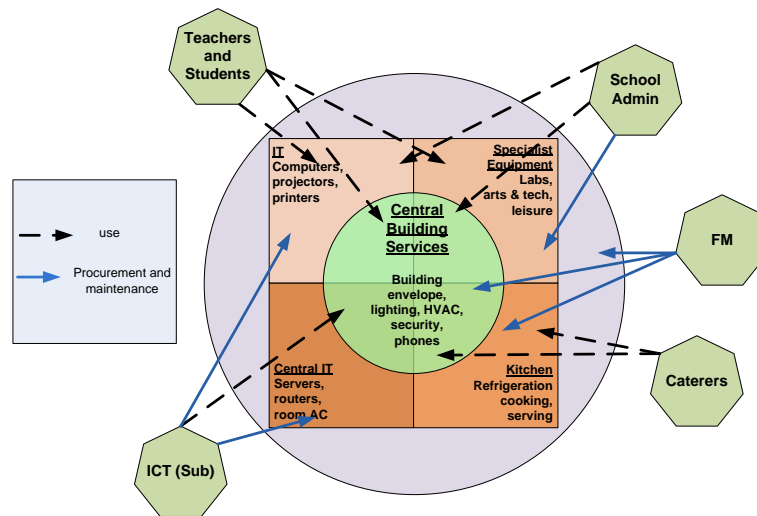 Teachers
and
Students
School
Admin
IT
Computers,
projectors,
printers
Specialist
Equipment
Labs,
arts & tech,
leisure
Central
Building
Services
Building
envelope,
lighting, HVAC,
security,
phones
use
Procurement and
maintenance
FM
Central IT
Servers,
routers,
room AC
Kitchen
Refrigeration
cooking,
serving
Caterers
ICT (Sub)